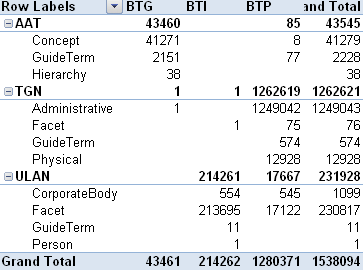 Row Labels BTG BTI BTP and Total
AAT 43460 85 43545
Concept 41271 8 41279
GuideTerm 2151 77 2228
Hierarchy 38 38
TGN 1 1 1262619 1262621
Administrative 1 1249042 1249043
Facet 1 75 76
GuideTerm 574 574
Physical 12928 12928
ULAN 214261 17667 231928
CorporateBody 554 545 1099
Facet 213695 17122 230817
GuideTerm 11 11
Person 1 1
Grand Total 43461 214262 1280371 1538094